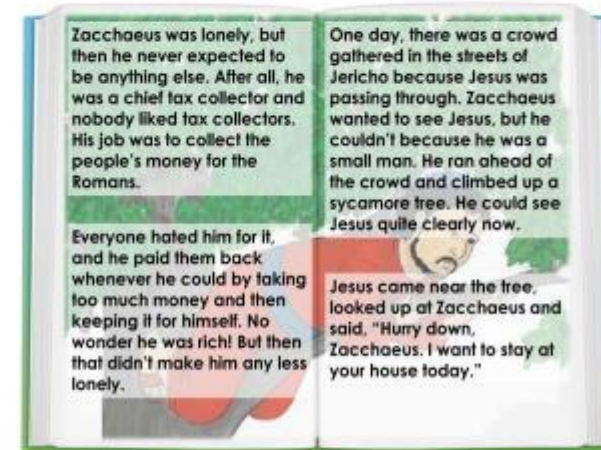 Zacchaeus was lonely, but
then he never expected to
be anything else. After all, he
was a chief tax collector and
nobody liked tax collectors.
His job was to collect the
people's money for the
Romans.
Everyone hated him for it,
and he paid them back
whenever he could by taking
too much money and then
keeping it for himself. No
wonder he was rich! But then
that didn't make him any less
lonely.
One day, there was a crowd
gathered in the streets of
Jericho because Jesus was
passing through. Zacchaeus
wanted to see Jesus, but he
couldn't because he was a
small man. He ran ahead of
the crowd and climbed up a
sycamore tree. He could see
Jesus quite clearly now.
Jesus came near the tree,
looked up at Zacchaeus and
said, “Hurry down,
Zacchaeus. I want to stay at
your house today.”